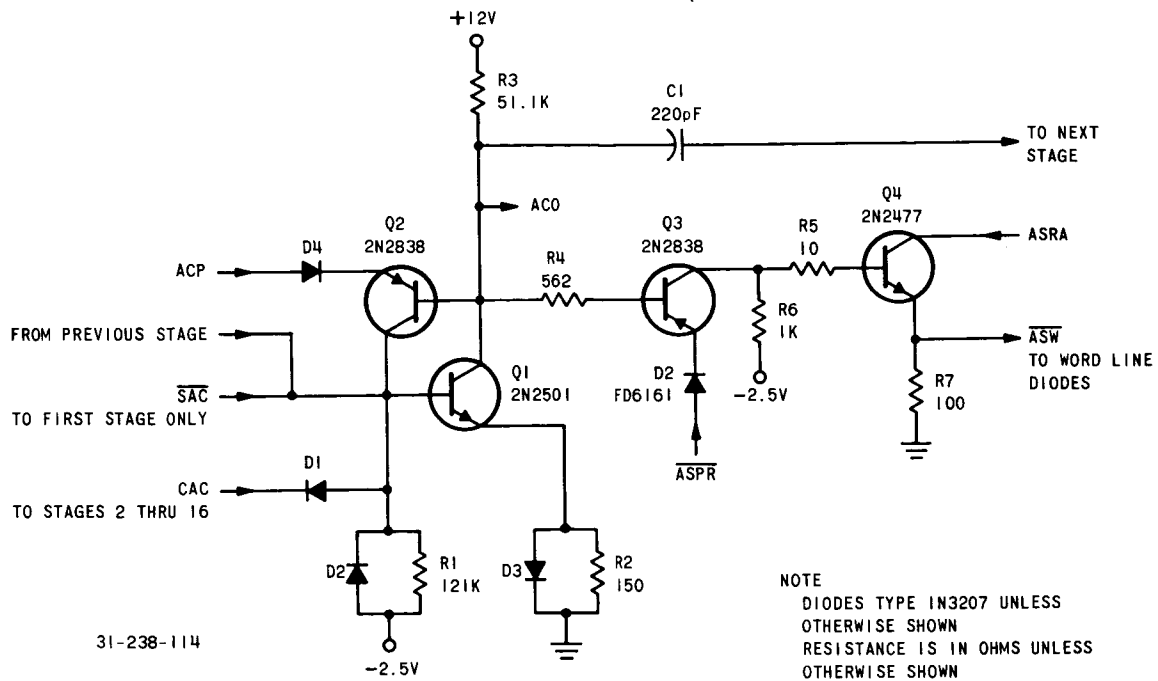 +12V
R3
51.1K
C1
220pF
TO NEXT
STAGE
ACO
Q2
2N2838
Q3
2N2838
Q4
2N2477
R5
10
ASRA
D4
ACP
R4
562
R6
1K
FROM PREVIOUS STAGE
ASW
TO WORD LINE
DIODES
Q1
2N2501
D2
FD6161
-2.5V
R7
100
SAC
TO FIRST STAGE ONLY
ASPR
D1
CAC
TO STAGES 2 THRU 16
D2
R1
121K
D3
R2
150
-2.5V
31-238-114
NOTE
DIODES TYPE IN3207 UNLESS
OTHERWISE SHOWN
RESISTANCE IS IN OHMS UNLESS
OTHERWISE SHOWN